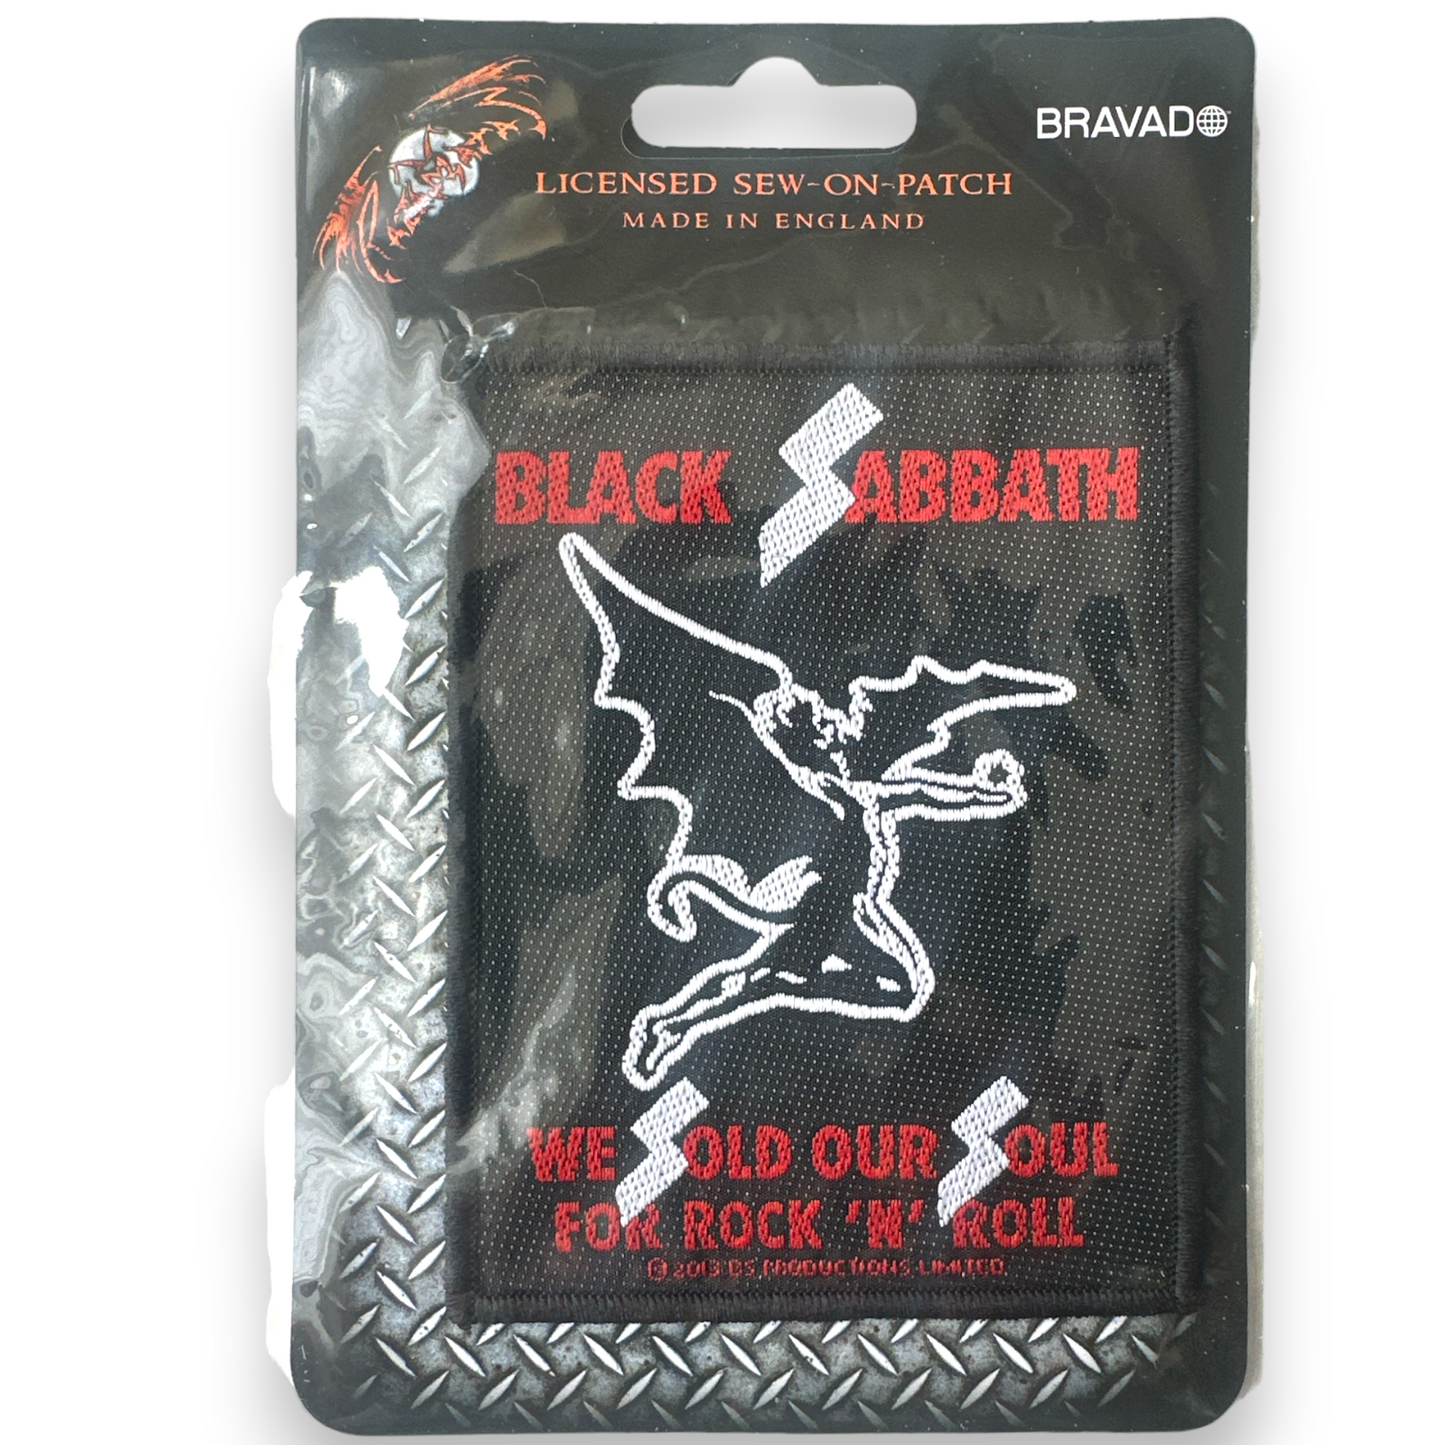 BRAVADO
LICENSED SEW-ON-PATCH
MADE IN ENGLAND
BLACK SABBATH
WE SOLD OUR SOUL
FOR ROCK 'N' ROLL
© 2013 DS PRODUCTIONS LIMITED